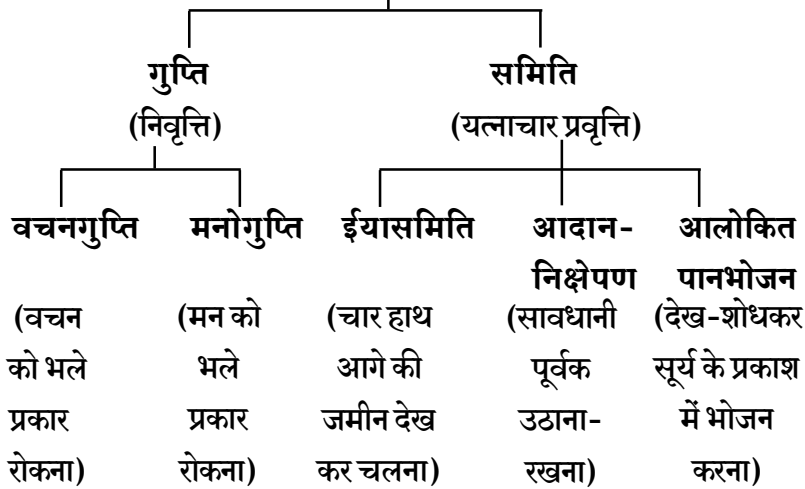 गुप्ति समिति
(निवृत्ति) (यत्नाचार प्रवृत्ति)
वचनगुप्ति मनोगुप्ति ईयासमिति आदान- आलोकित
निक्षेपण पानभोजन
(वचन (मन को (चार हाथ (सावधानी (देख-शोधकर
को भले भले आगे की पूर्वक सूर्य के प्रकाश
प्रकार प्रकार जमीन देख उठाना- में भोजन
रोकना) रोकना) कर चलना) रखना) करना)